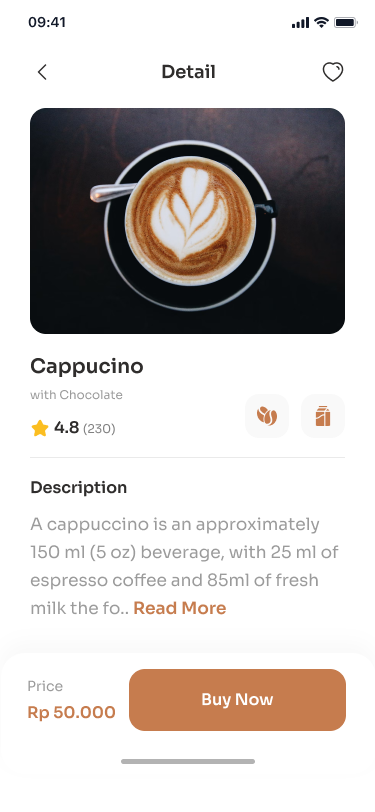 09:41
Detail
Cappucino
with Chocolate
4.8 (230)
Description
A cappuccino is an approximately
150 ml (5 oz) beverage, with 25 ml of
espresso coffee and 85ml of fresh
milk the fo.. Read More
Price
Rp 50.000
Buy Now